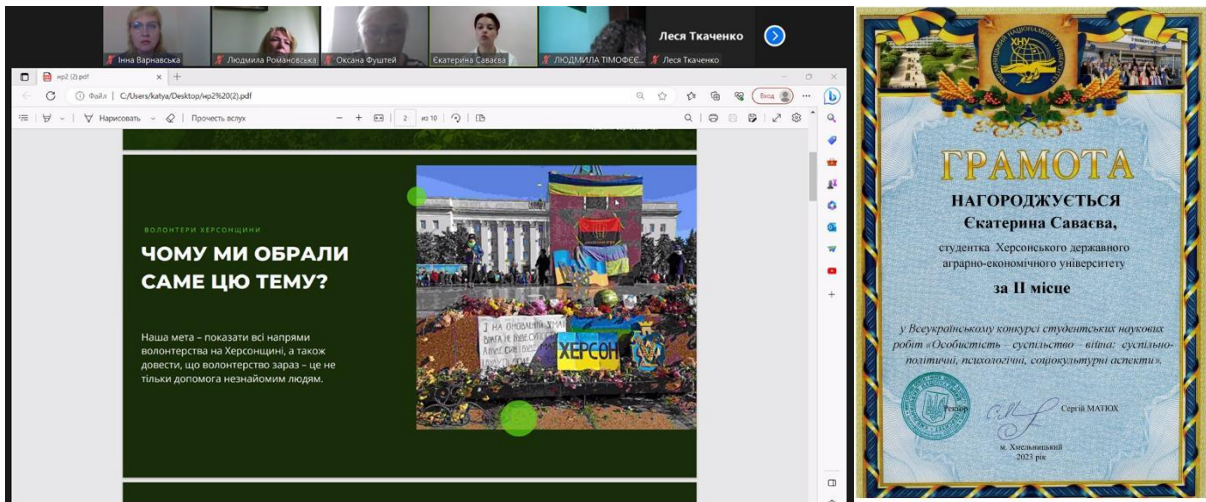 Інна Варнавська
Людмила Романовська
Оксана Фуштей
Єкатерина Саваєва
ЛЮДМИЛА ТІМОФЄЄ...
Леся Ткаченко
Леся Ткаченко
нр2 (2).pdf
Файл
C:/Users/katya/Desktop/нр2%20(2).pdf
Вход
Нарисовать
Прочесть вслух
2
из 10
ВОЛОНТЕРИ ХЕРСОНЩИНИ
ЧОМУ МИ ОБРАЛИ
САМЕ ЦЮ ТЕМУ?
Наша мета – показати всі напрями
волонтерства на Херсонщині, а також
довести, що волонтерство зараз – це не
тільки допомога незнайомим людям.
ХЕРСОН
ХНУ
ГРАМОТА
НАГОРОДЖУЄТЬСЯ
Єкатерина Саваєва,
студентка Херсонського державного
аграрно-економічного університету
за ІІ місце
у Всеукраїнському конкурсі студентських наукових
робіт «Особистість – суспільство – війна: суспільно-
політичні, психологічні, соціокультурні аспекти».
Ректор
Сергій МАТЮХ
м. Хмельницький
2023 рік